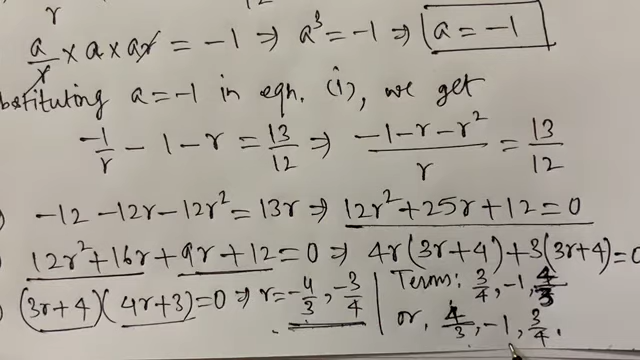 r 12
a/r × a × ar = -1 ⇒ a³ = -1 ⇒ a = -1
bstituting a = -1 in eqn. (1), we get
-1/r - 1 - r = 13/12 ⇒ (-1 - r - r²)/r = 13/12
-12 - 12r - 12r² = 13r ⇒ 12r² + 25r + 12 = 0
12r² + 16r + 9r + 12 = 0 ⇒ 4r(3r+4) + 3(3r+4) = 0
(3r+4)(4r+3) = 0 ⇒ r = -4/3, -3/4
Terms: 3/4, -1, 4/3
or, 4/3, -1, 3/4.